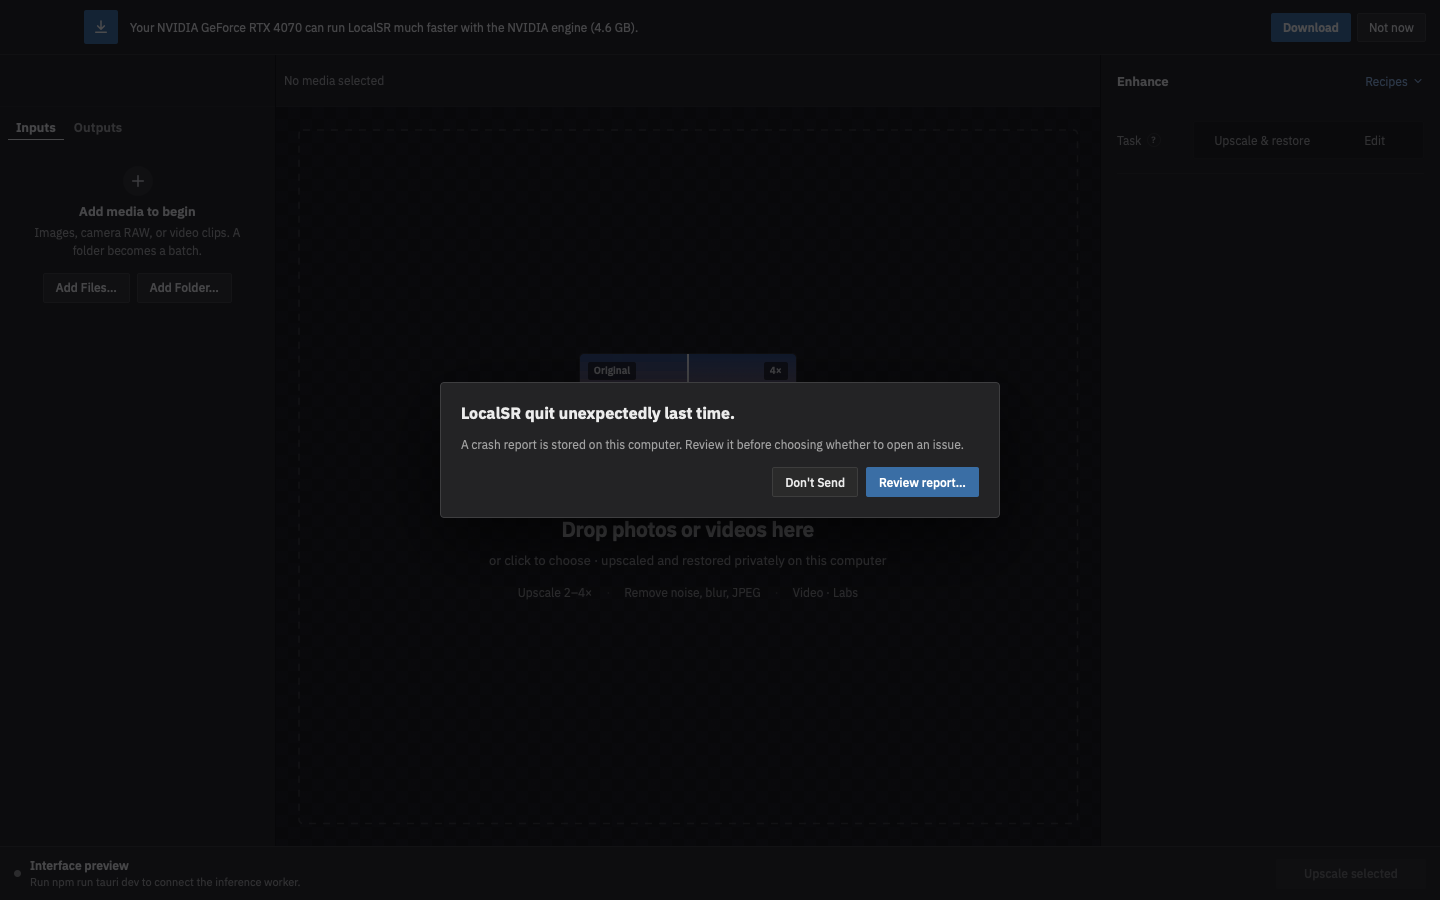 Your NVIDIA GeForce RTX 4070 can run LocalSR much faster with the NVIDIA engine (4.6 GB).
Download
Not now
No media selected
Enhance
Recipes
Inputs
Outputs
Task
?
Upscale & restore
Edit
Add media to begin
Images, camera RAW, or video clips. A
folder becomes a batch.
Add Files...
Add Folder...
Original
4×
LocalSR quit unexpectedly last time.
A crash report is stored on this computer. Review it before choosing whether to open an issue.
Don't Send
Review report...
Drop photos or videos here
or click to choose · upscaled and restored privately on this computer
Upscale 2–4× · Remove noise, blur, JPEG · Video · Labs
Interface preview
Run npm run tauri dev to connect the inference worker.
Upscale selected